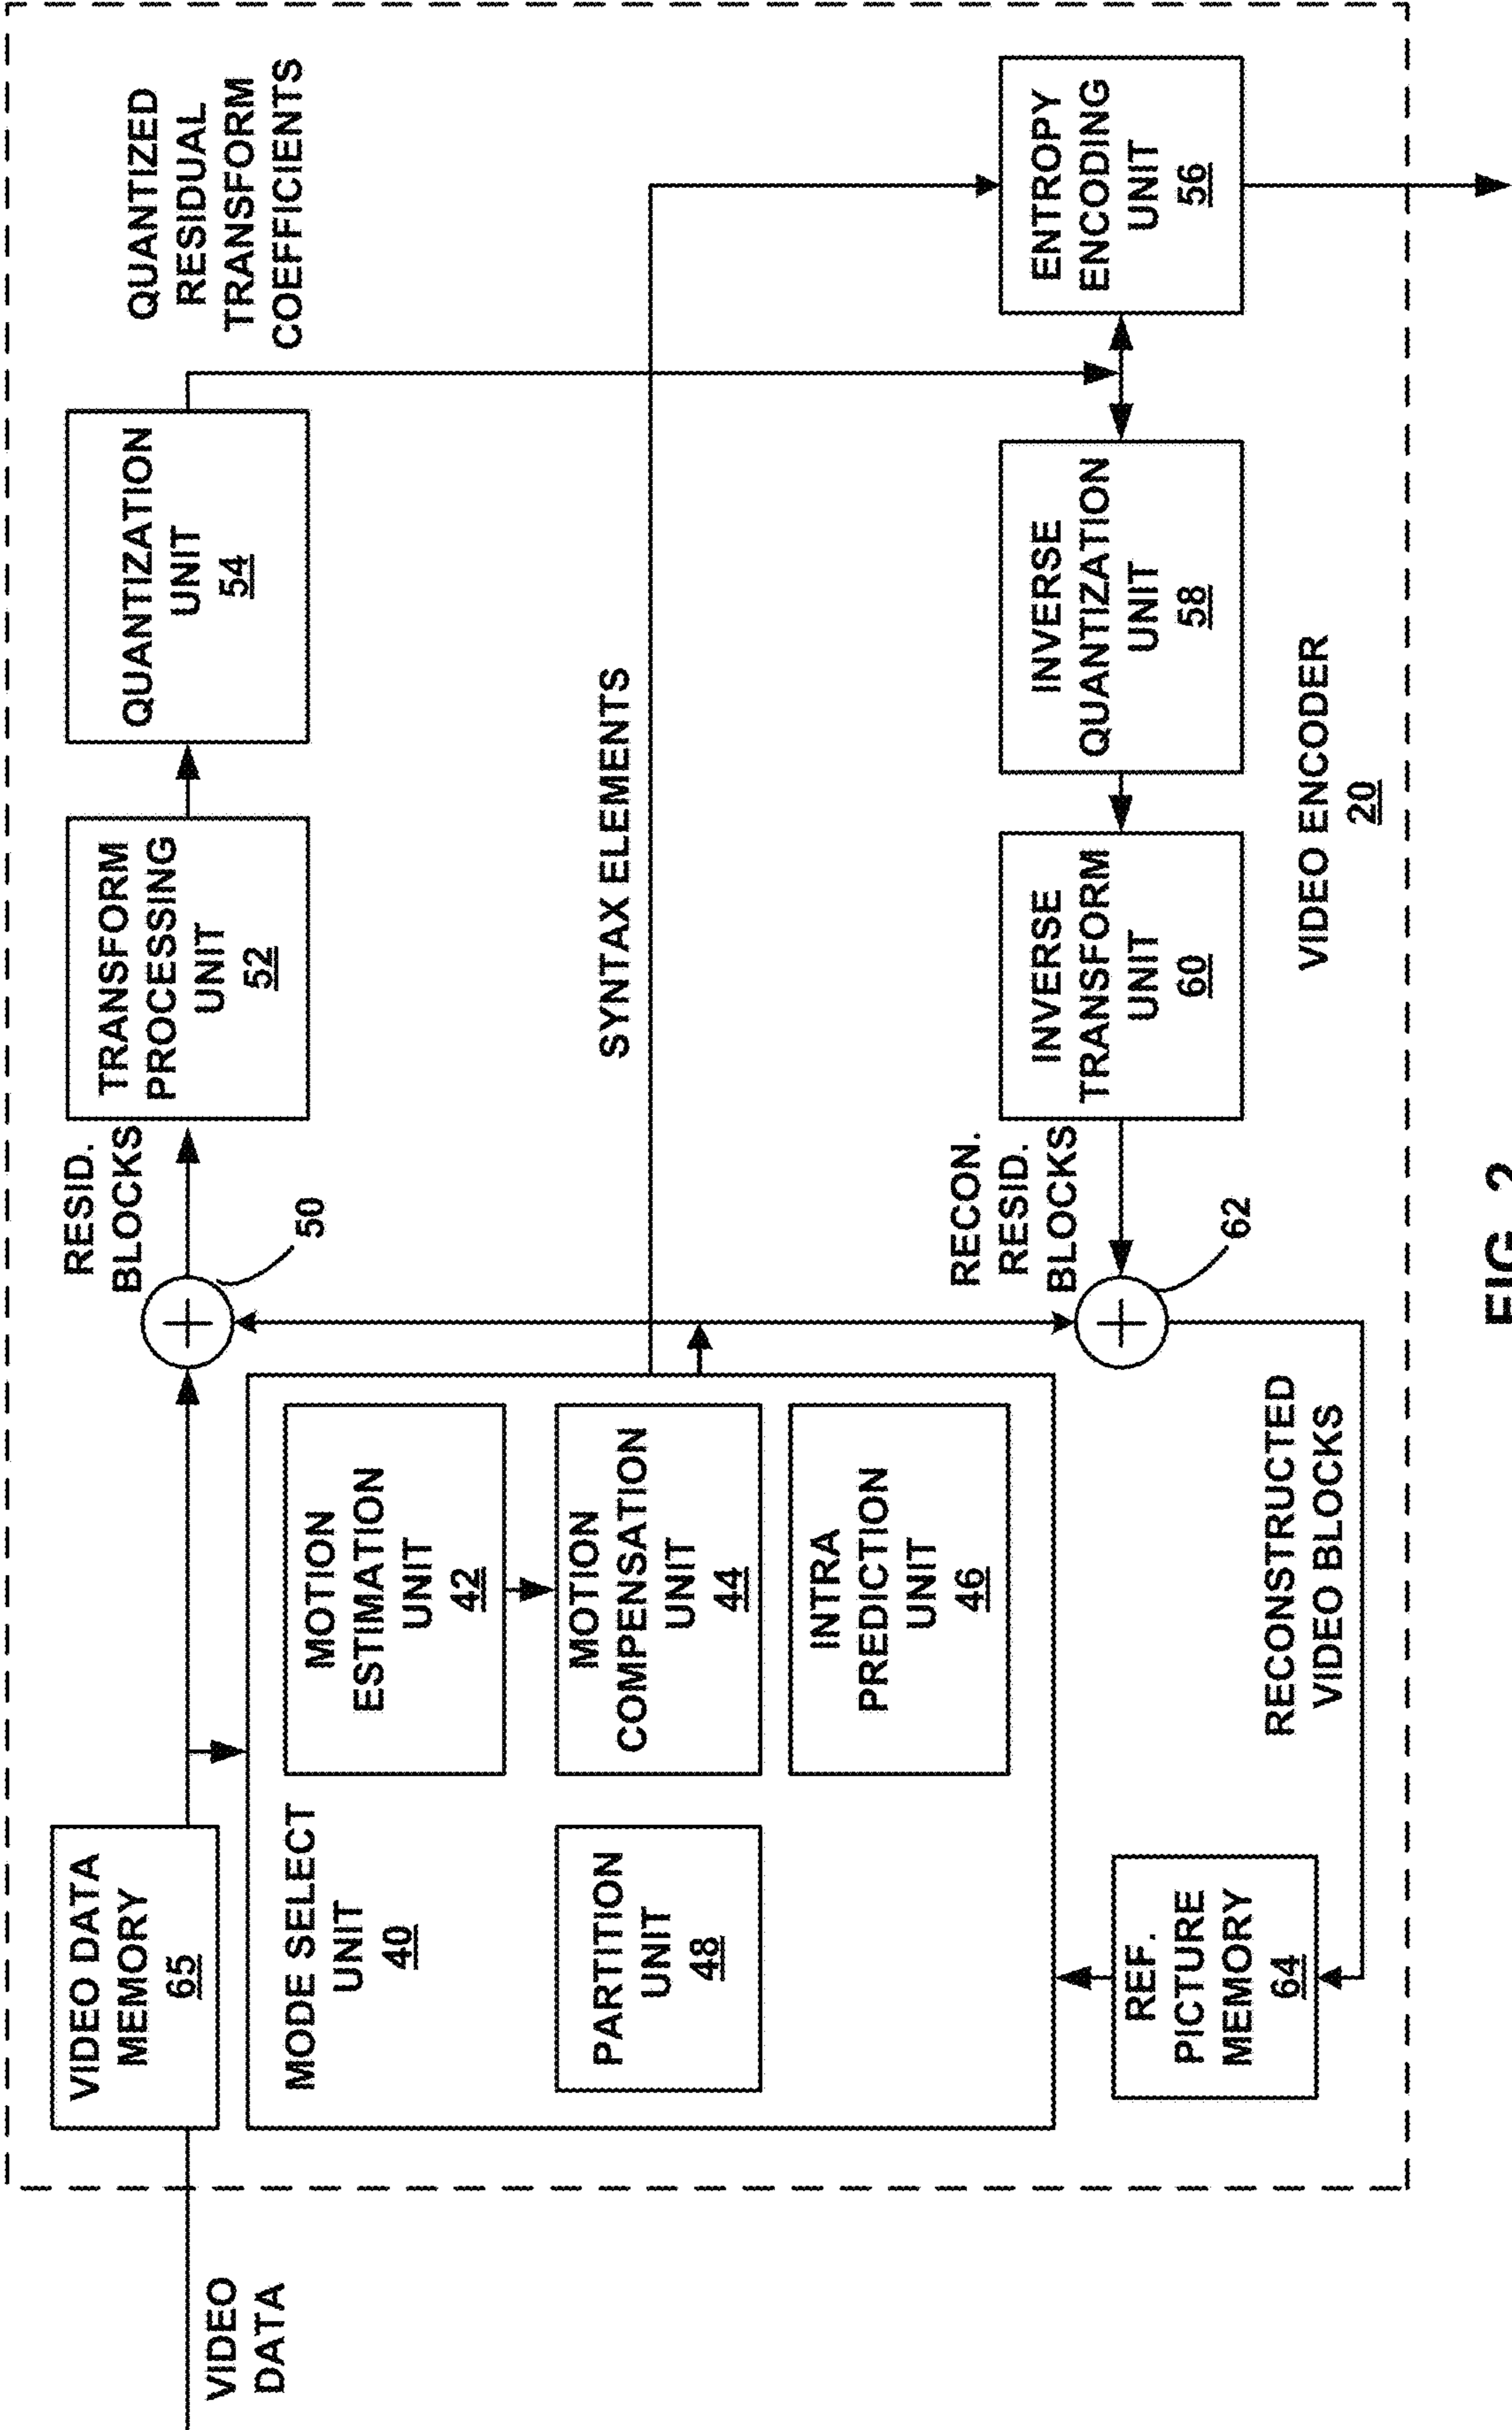 VIDEO
DATA
VIDEO DATA
MEMORY
65
MODE SELECT
UNIT
40
PARTITION
UNIT
48
MOTION
ESTIMATION
UNIT
42
MOTION
COMPENSATION
UNIT
44
INTRA
PREDICTION
UNIT
46
REF.
PICTURE
MEMORY
64
RECONSTRUCTED
VIDEO BLOCKS
50
RESID.
BLOCKS
TRANSFORM
PROCESSING
UNIT
52
QUANTIZATION
UNIT
54
QUANTIZED
RESIDUAL
TRANSFORM
COEFFICIENTS
SYNTAX ELEMENTS
62
RECON.
RESID.
BLOCKS
INVERSE
TRANSFORM
UNIT
60
INVERSE
QUANTIZATION
UNIT
58
ENTROPY
ENCODING
UNIT
56
VIDEO ENCODER
20
FIG. 2